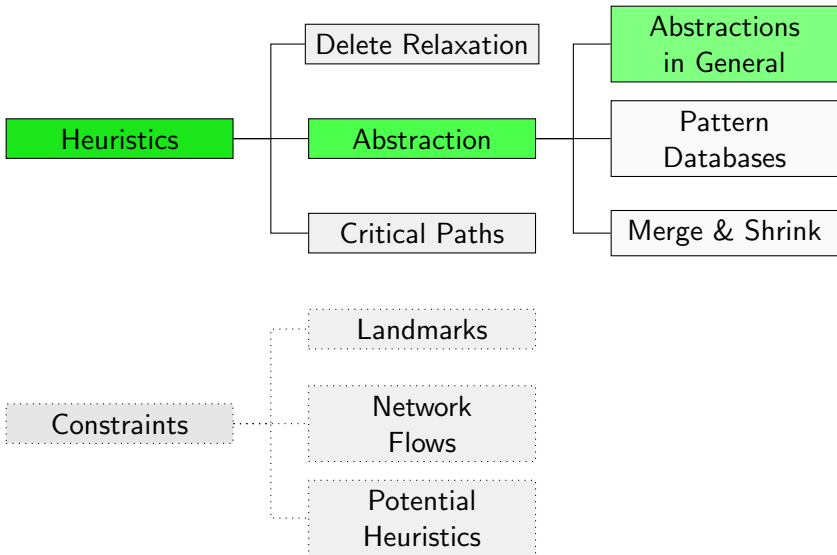 Heuristics
Delete Relaxation
Abstraction
Critical Paths
Abstractions
in General
Pattern
Databases
Merge & Shrink
Constraints
Landmarks
Network
Flows
Potential
Heuristics